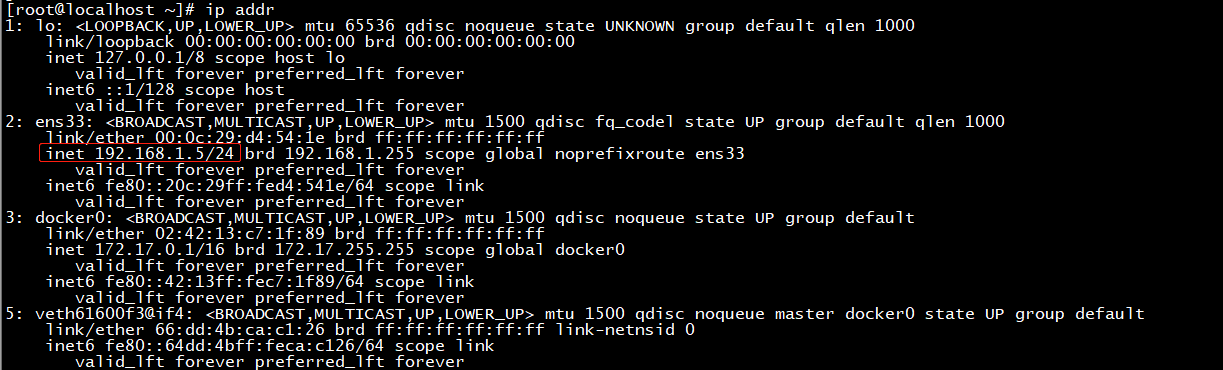 [root@localhost ~]# ip addr
1: lo: <LOOPBACK,UP,LOWER_UP> mtu 65536 qdisc noqueue state UNKNOWN group default qlen 1000
link/loopback 00:00:00:00:00:00 brd 00:00:00:00:00:00
inet 127.0.0.1/8 scope host lo
valid_lft forever preferred_lft forever
inet6 ::1/128 scope host
valid_lft forever preferred_lft forever
2: ens33: <BROADCAST,MULTICAST,UP,LOWER_UP> mtu 1500 qdisc fq_codel state UP group default qlen 1000
link/ether 00:0c:29:d4:54:1e brd ff:ff:ff:ff:ff:ff
inet 192.168.1.5/24 brd 192.168.1.255 scope global noprefixroute ens33
valid_lft forever preferred_lft forever
inet6 fe80::20c:29ff:fed4:541e/64 scope link
valid_lft forever preferred_lft forever
3: docker0: <BROADCAST,MULTICAST,UP,LOWER_UP> mtu 1500 qdisc noqueue state UP group default
link/ether 02:42:13:c7:1f:89 brd ff:ff:ff:ff:ff:ff
inet 172.17.0.1/16 brd 172.17.255.255 scope global docker0
valid_lft forever preferred_lft forever
inet6 fe80::42:13ff:fec7:1f89/64 scope link
valid_lft forever preferred_lft forever
5: veth61600f3@if4: <BROADCAST,MULTICAST,UP,LOWER_UP> mtu 1500 qdisc noqueue master docker0 state UP group default
link/ether 66:dd:4b:ca:c1:26 brd ff:ff:ff:ff:ff:ff link-netnsid 0
inet6 fe80::64dd:4bff:feca:c126/64 scope link
valid_lft forever preferred_lft forever